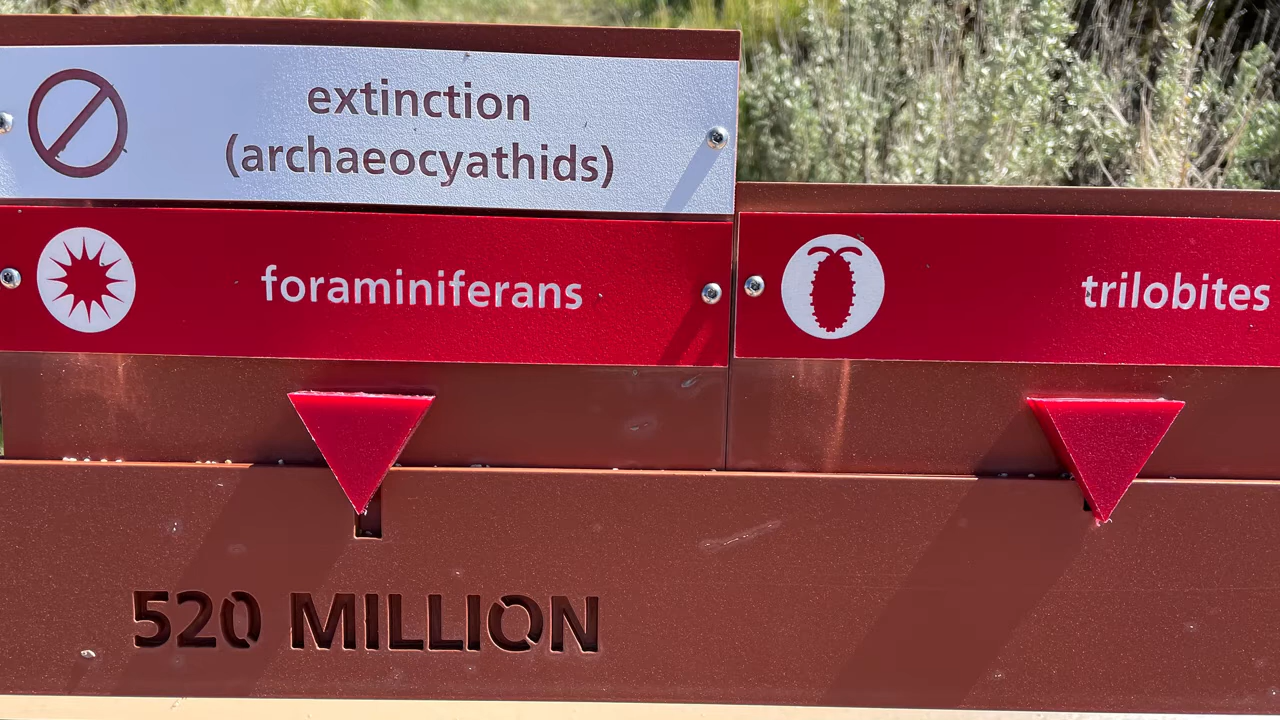 extinction
(archaeocyathids)
foraminiferans
trilobites
520 MILLION